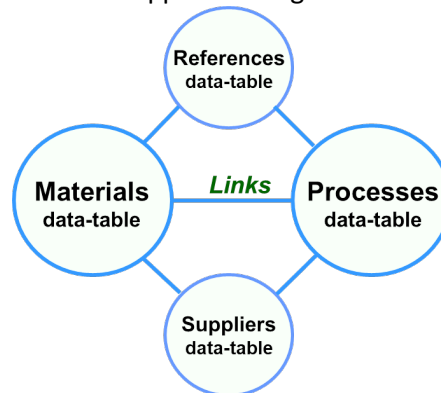 References
data-table
Materials
data-table
Links
Processes
data-table
Suppliers
data-table